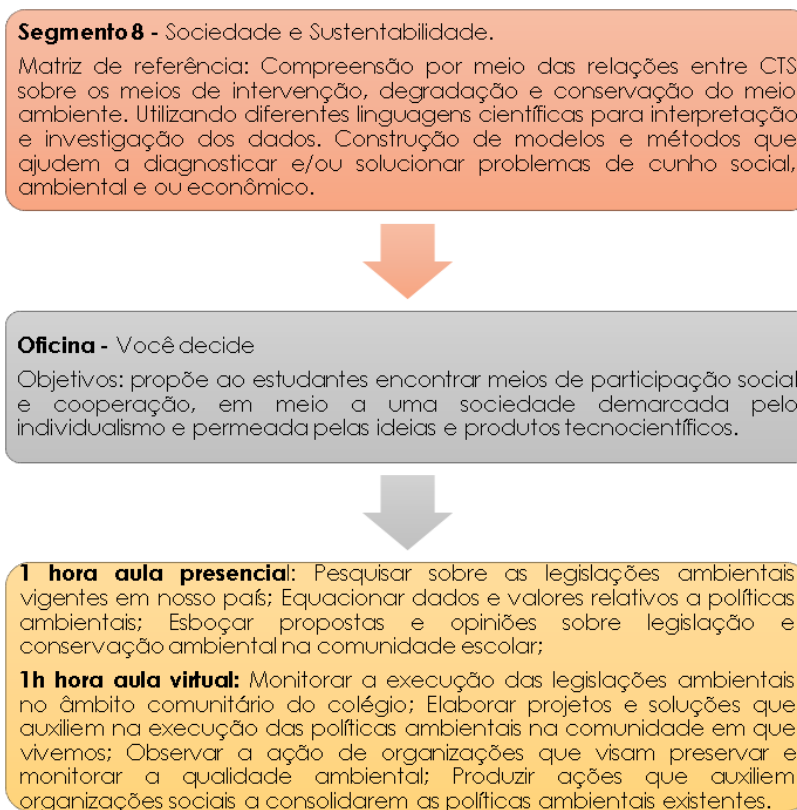 Segmento 8 - Sociedade e Sustentabilidade.
Matriz de referência: Compreensão por meio das relações entre CTS
sobre os meios de intervenção, degradação e conservação do meio
ambiente. Utilizando diferentes linguagens científicas para interpretação
e investigação dos dados. Construção de modelos e métodos que
ajudem a diagnosticar e/ou solucionar problemas de cunho social,
ambiental e ou econômico.
Oficina - Você decide
Objetivos: propõe ao estudantes encontrar meios de participação social
e cooperação, em meio a uma sociedade demarcada pelo
individualismo e permeada pelas ideias e produtos tecnocientíficos.
1 hora aula presencial: Pesquisar sobre as legislações ambientais
vigentes em nosso país; Equacionar dados e valores relativos a políticas
ambientais; Esboçar propostas e opiniões sobre legislação e
conservação ambiental na comunidade escolar;
1h hora aula virtual: Monitorar a execução das legislações ambientais
no âmbito comunitário do colégio; Elaborar projetos e soluções que
auxiliem na execução das políticas ambientais na comunidade em que
vivemos; Observar a ação de organizações que visam preservar e
monitorar a qualidade ambiental; Produzir ações que auxiliem
organizações sociais a consolidarem as políticas ambientais existentes.